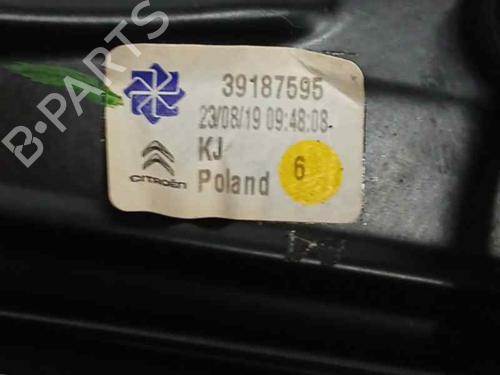 B-PARTS
39187595
23/08/19 09:48:08
KJ
CITROËN
Poland
6